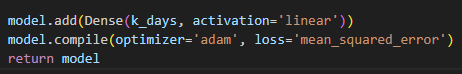 model.add(Dense(k_days, activation='linear'))
model.compile(optimizer='adam', loss='mean_squared_error')
return model